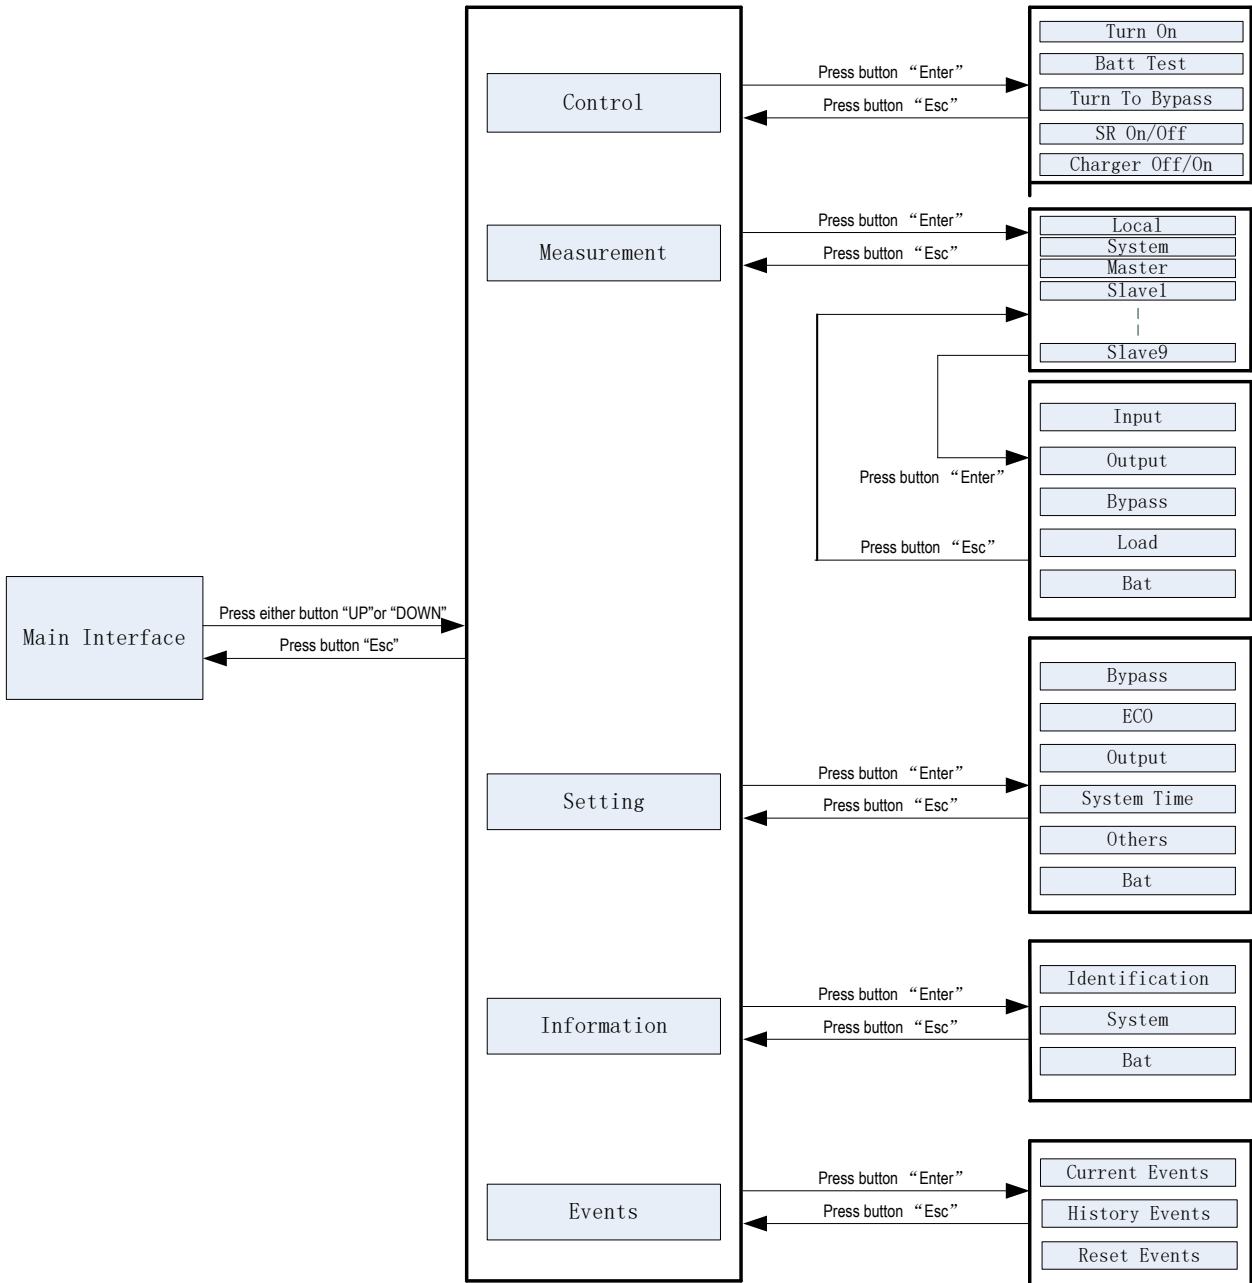 Main Interface
Press either button “UP”or “DOWN”
Press button “Esc”
Control
Press button “Enter”
Press button “Esc”
Turn On
Batt Test
Turn To Bypass
SR On/Off
Charger Off/On
Measurement
Press button “Enter”
Press button “Esc”
Local
System
Master
Slave1
Slave9
Press button “Enter”
Press button “Esc”
Input
Output
Bypass
Load
Bat
Setting
Press button “Enter”
Press button “Esc”
Bypass
ECO
Output
System Time
Others
Bat
Information
Press button “Enter”
Press button “Esc”
Identification
System
Bat
Events
Press button “Enter”
Press button “Esc”
Current Events
History Events
Reset Events